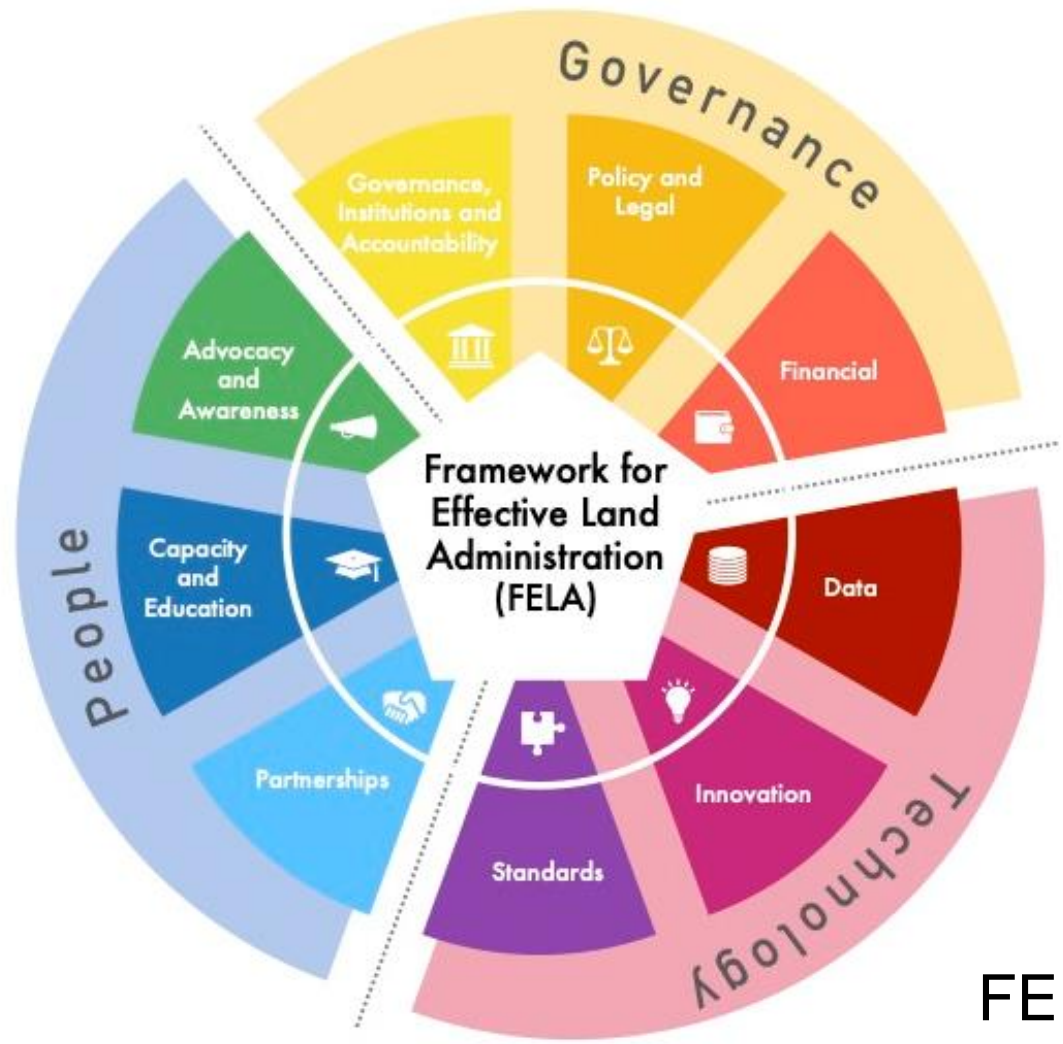 Governance
Governance,
Institutions and
Accountability
Policy and
Legal
Financial
Advocacy
and
Awareness
Framework for
Effective Land
Administration
(FELA)
Capacity
and
Education
Data
People
Partnerships
Innovation
Standards
Technology
FE